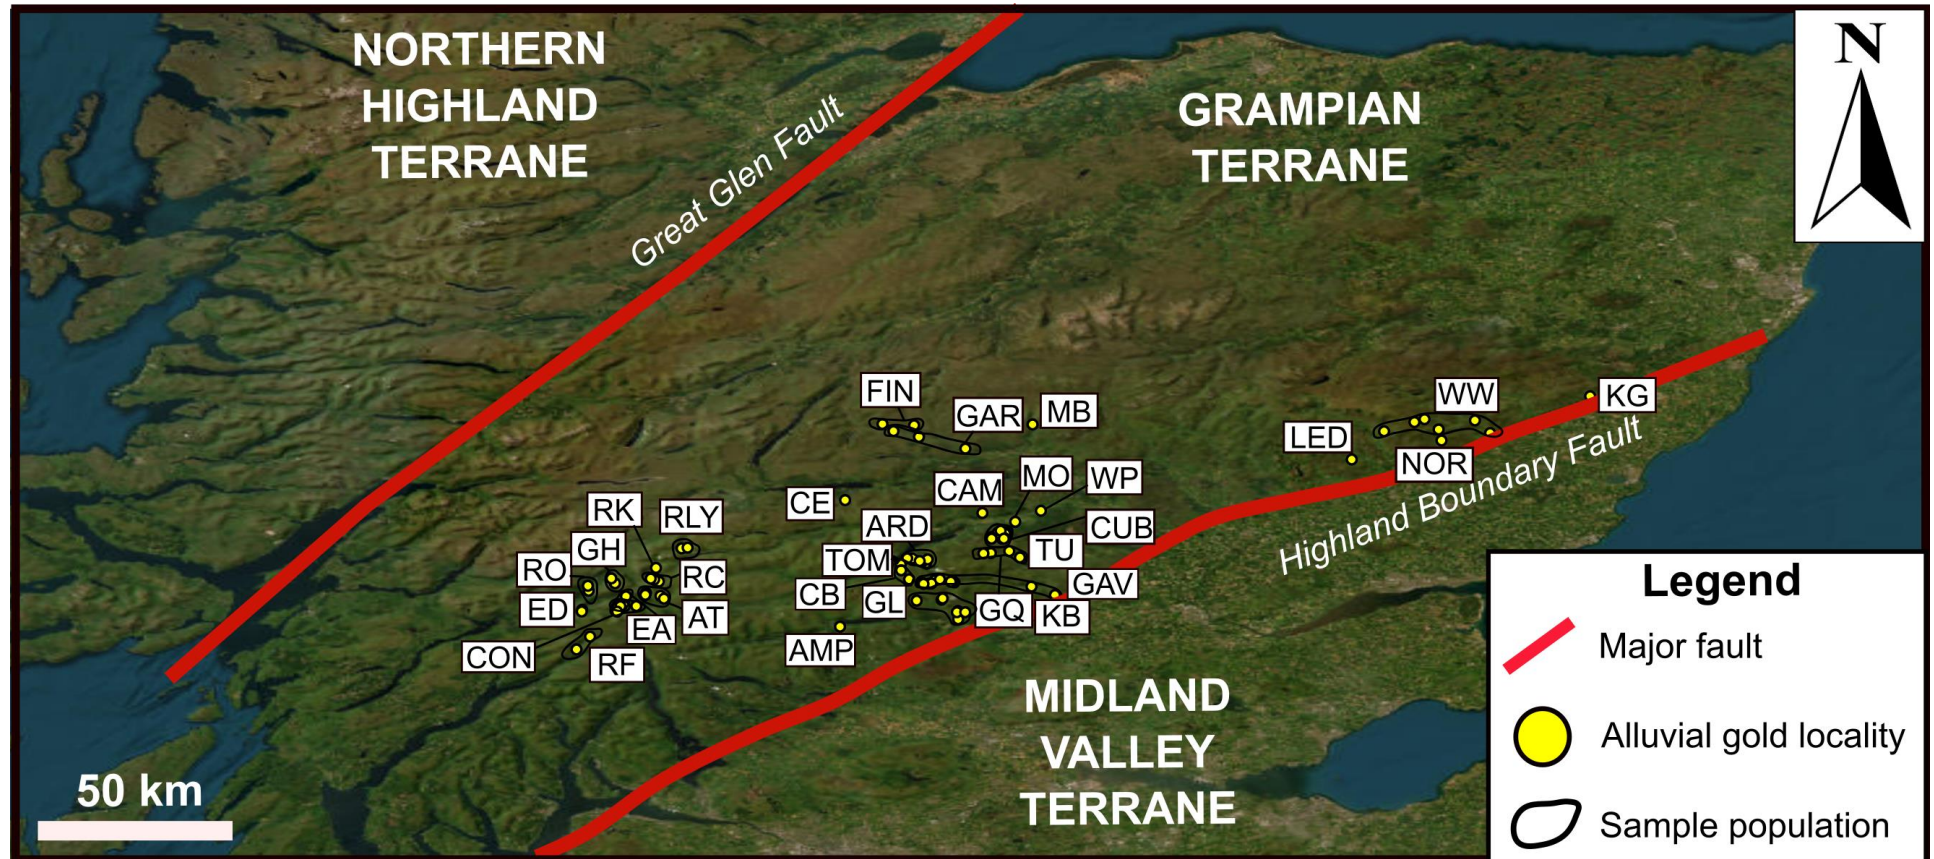 NORTHERN
HIGHLAND
TERRANE
GRAMPIAN
TERRANE
N
Great Glen Fault
FIN
GAR
MB
WW
KG
LED
NOR
Highland Boundary Fault
CE
CAM
MO
WP
RK
RLY
ARD
CUB
GH
TOM
TU
RO
RC
CB
GL
GAV
ED
AT
EA
GQ
KB
CON
RF
AMP
MIDLAND
VALLEY
TERRANE
50 km
Legend
Major fault
Alluvial gold locality
Sample population